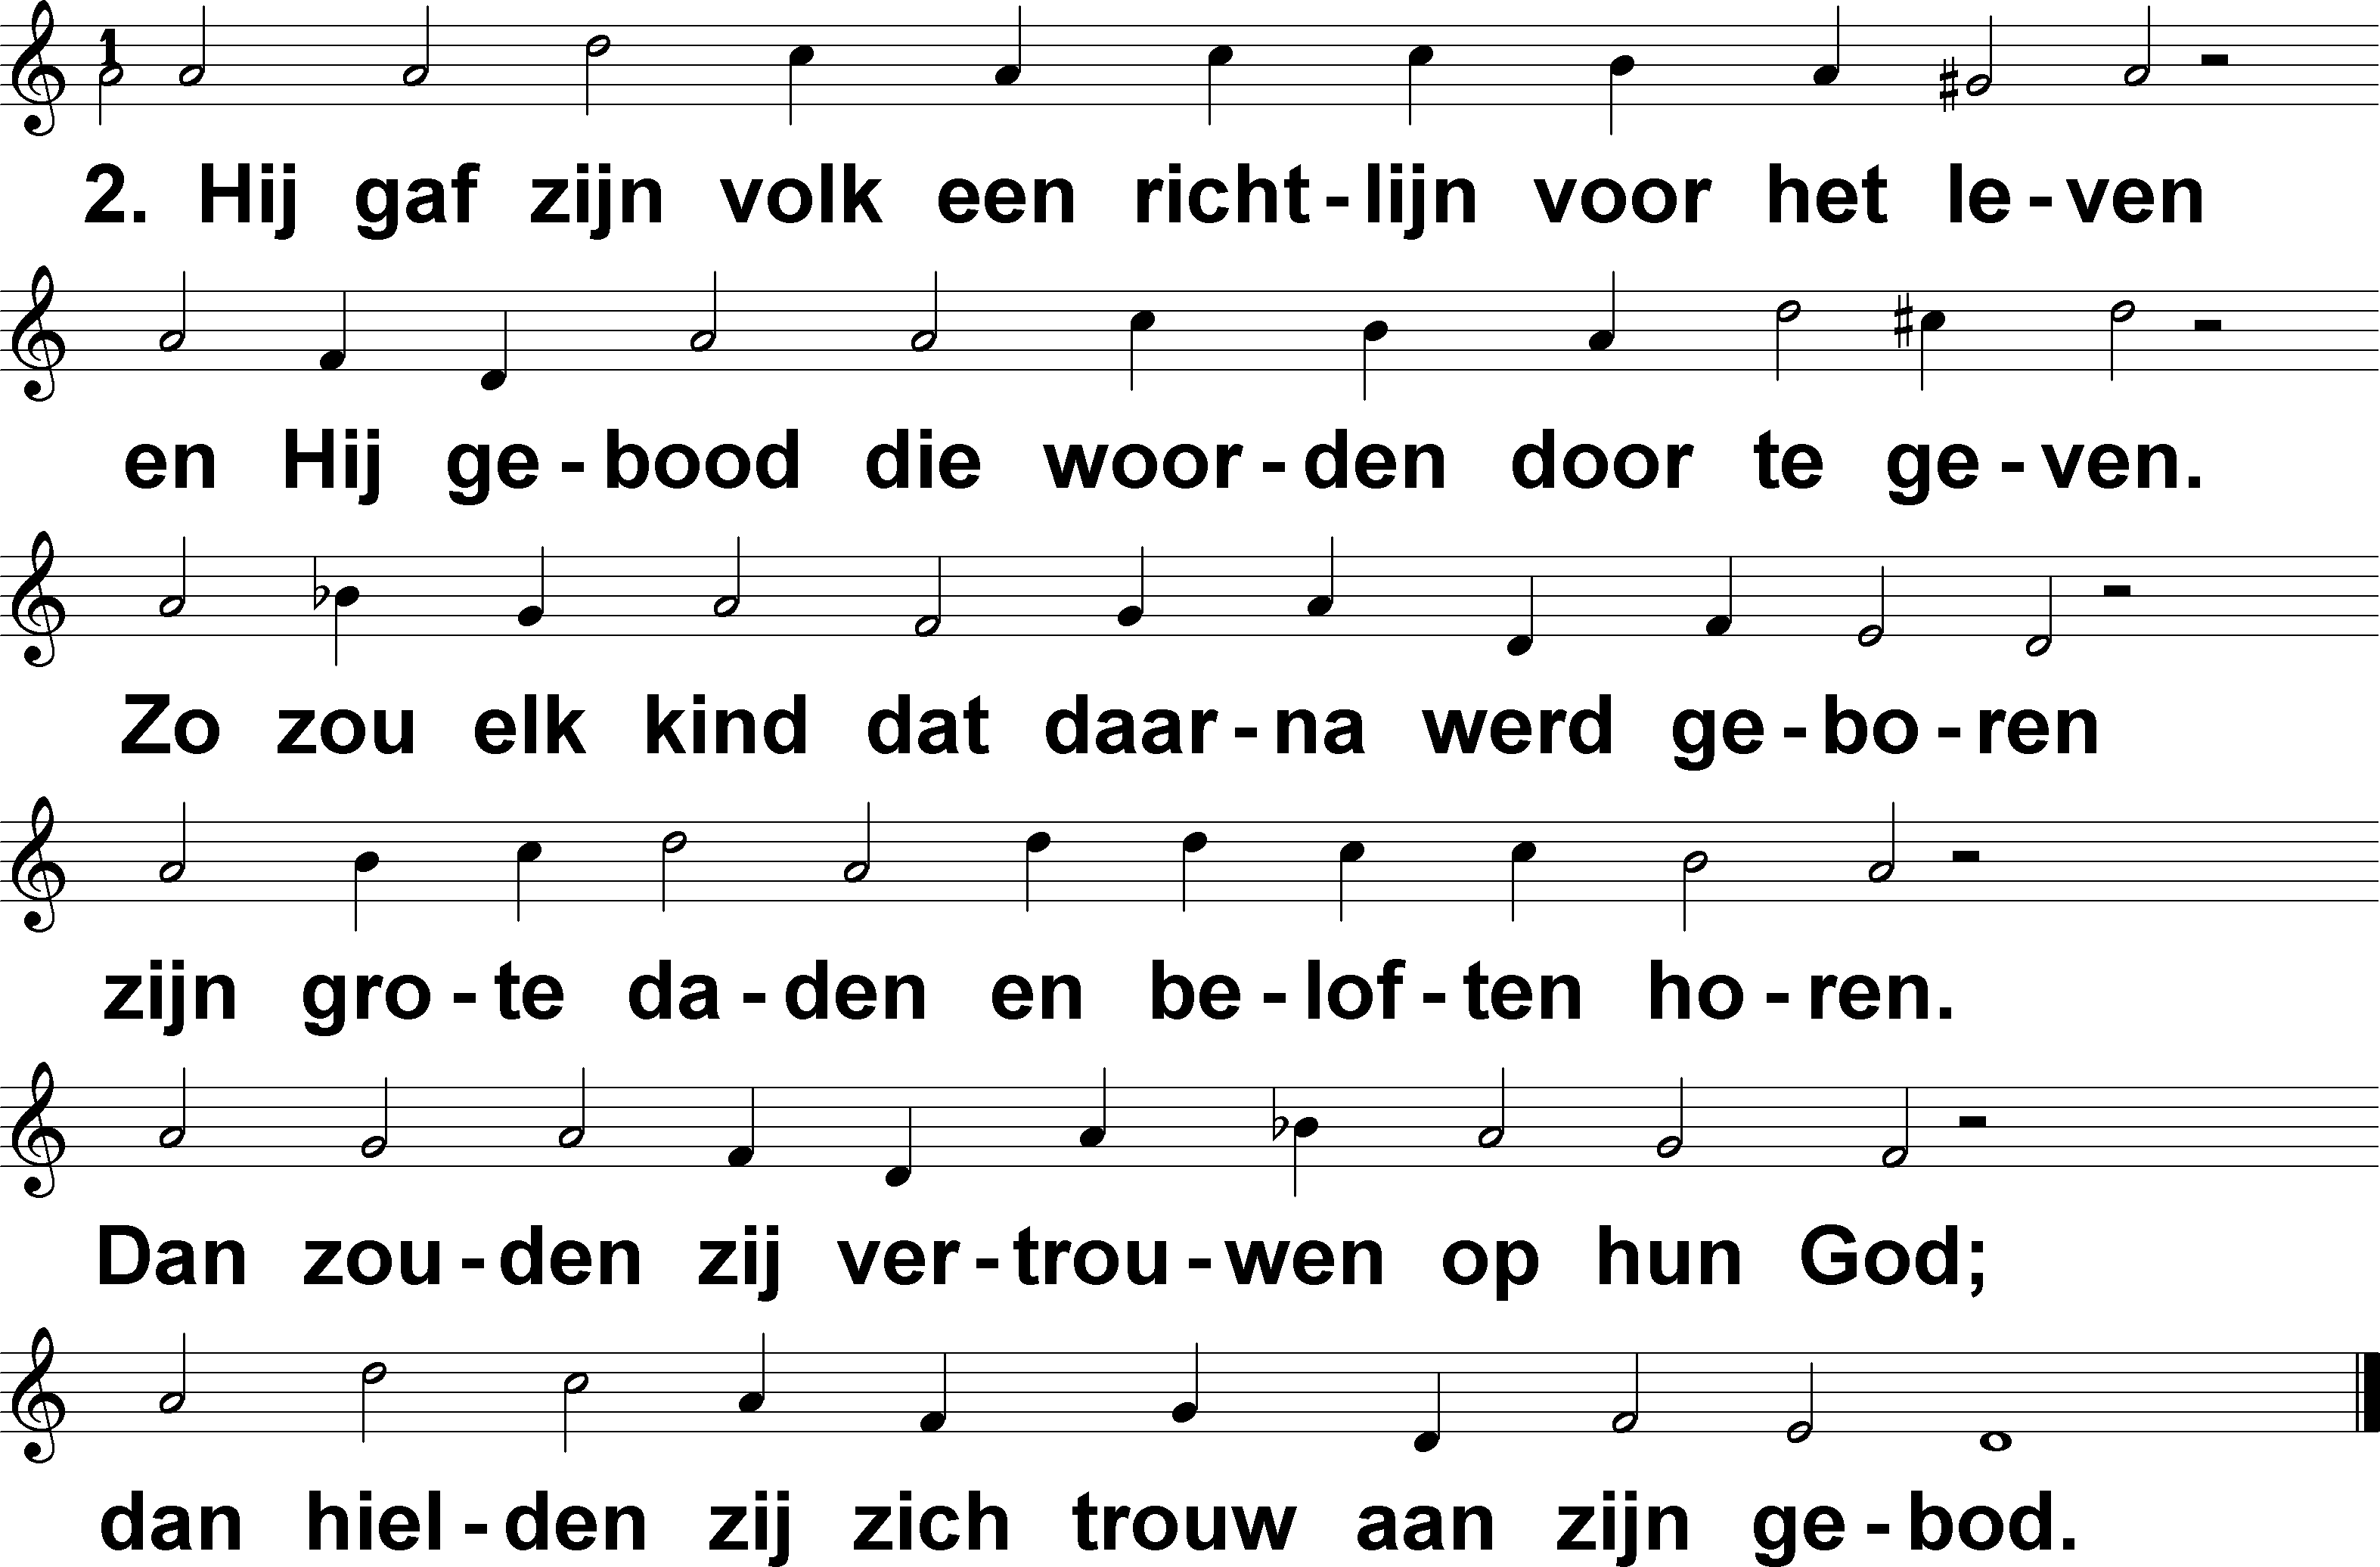 1
2. Hij gaf zijn volk een richt-lijn voor het le-ven
en Hij ge-bood die woor-den door te ge-ven.
Zo zou elk kind dat daar-na werd ge-bo-ren
zijn gro-te da-den en be-lof-ten ho-ren.
Dan zou-den zij ver-trou-wen op hun God;
dan hiel-den zij zich trouw aan zijn ge-bod.